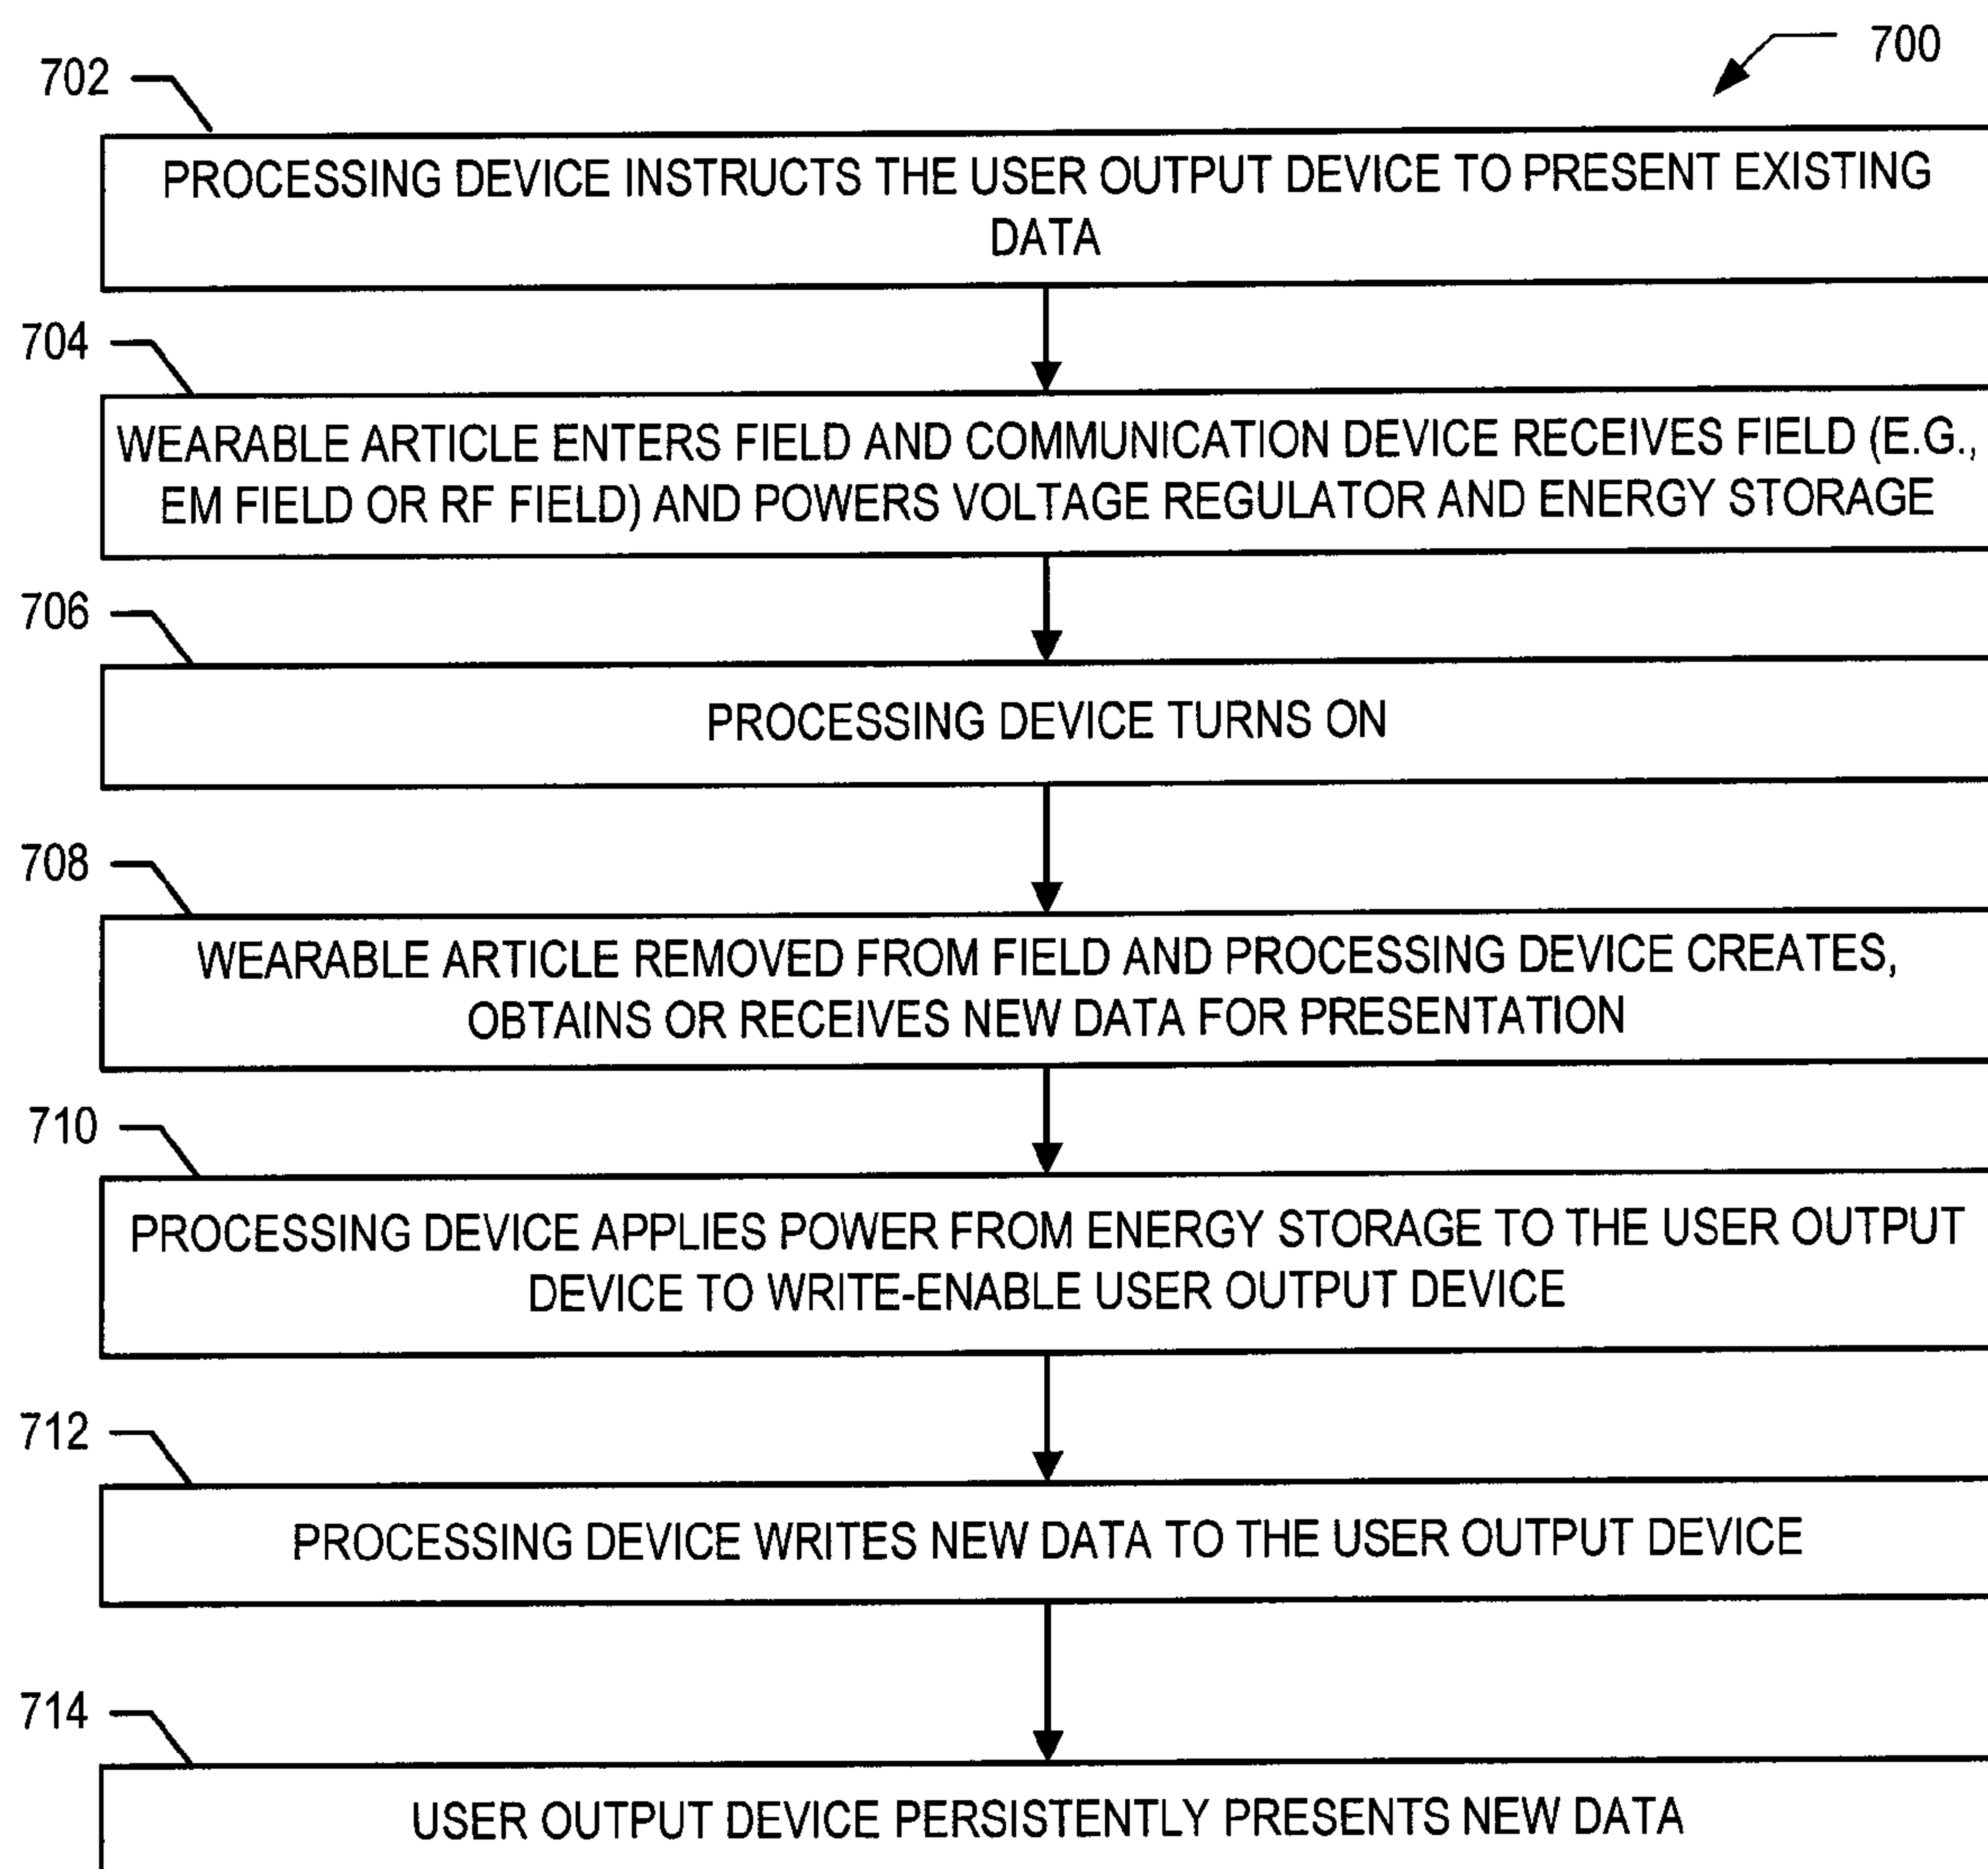 700
702
PROCESSING DEVICE INSTRUCTS THE USER OUTPUT DEVICE TO PRESENT EXISTING
DATA
704
WEARABLE ARTICLE ENTERS FIELD AND COMMUNICATION DEVICE RECEIVES FIELD (E.G.,
EM FIELD OR RF FIELD) AND POWERS VOLTAGE REGULATOR AND ENERGY STORAGE
706
PROCESSING DEVICE TURNS ON
708
WEARABLE ARTICLE REMOVED FROM FIELD AND PROCESSING DEVICE CREATES,
OBTAINS OR RECEIVES NEW DATA FOR PRESENTATION
710
PROCESSING DEVICE APPLIES POWER FROM ENERGY STORAGE TO THE USER OUTPUT
DEVICE TO WRITE-ENABLE USER OUTPUT DEVICE
712
PROCESSING DEVICE WRITES NEW DATA TO THE USER OUTPUT DEVICE
714
USER OUTPUT DEVICE PERSISTENTLY PRESENTS NEW DATA